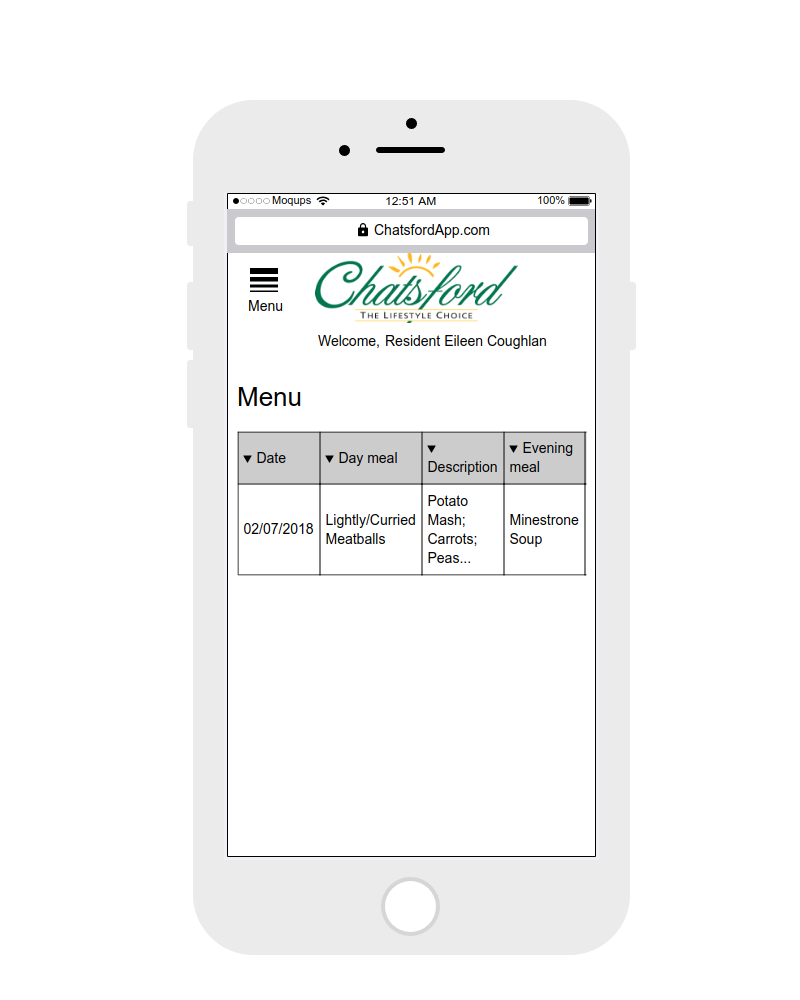 Moqups 12:51 AM 100%
ChatsfordApp.com
Chatsford
THE LIFESTYLE CHOICE
Menu
Welcome, Resident Eileen Coughlan
Menu
▼ Date ▼ Day meal ▼ Description ▼ Evening meal
02/07/2018 Lightly/Curried Meatballs Potato Mash; Carrots; Peas... Minestrone Soup